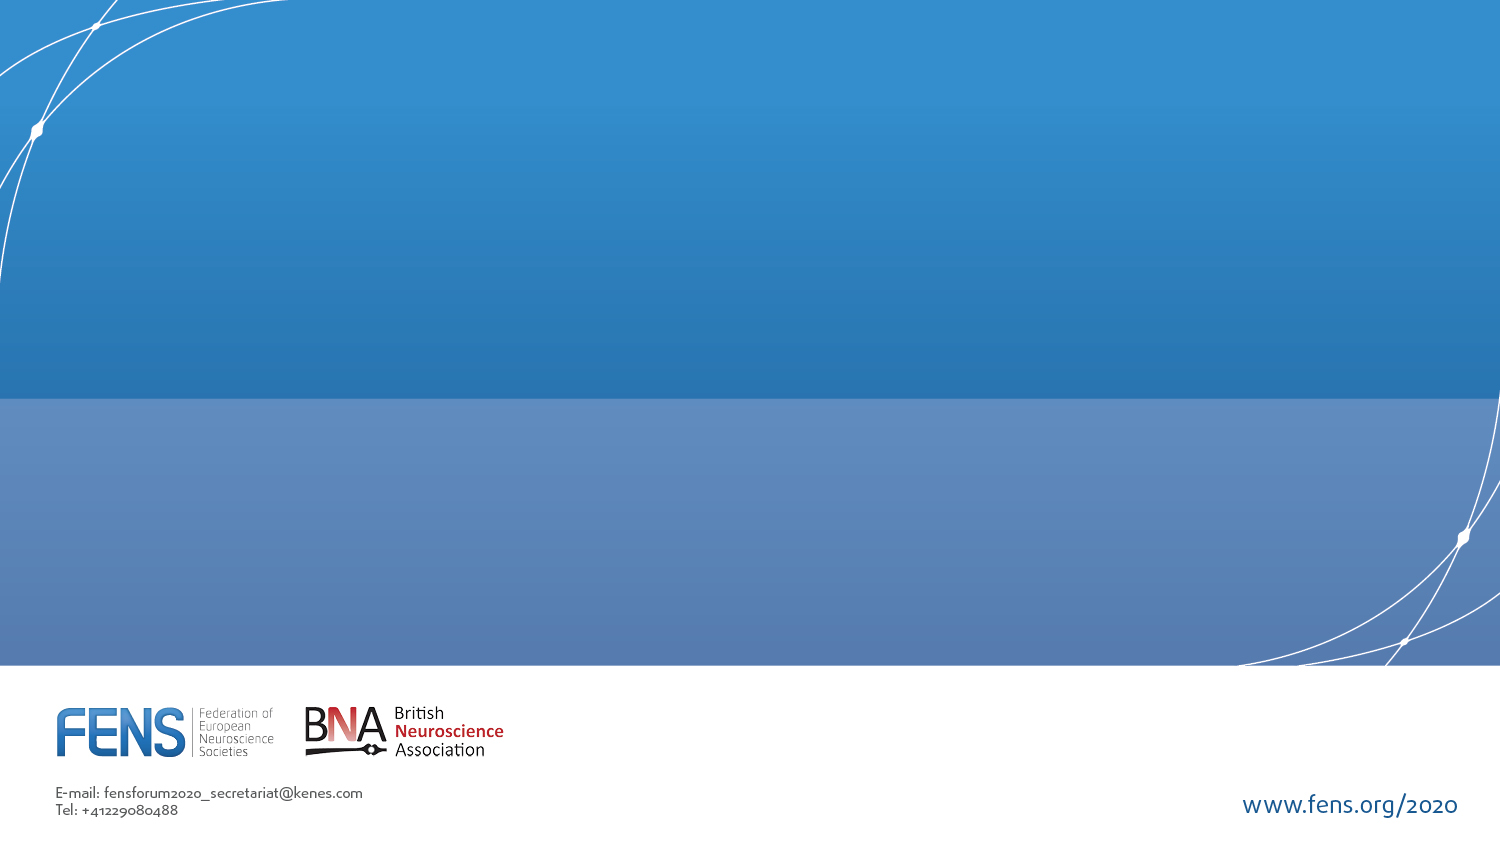 FENS
Federation of
European
Neuroscience
Societies
BNA
British
Neuroscience
Association
E-mail: fensforum2020_secretariat@kenes.com
Tel: +41229080488
www.fens.org/2020